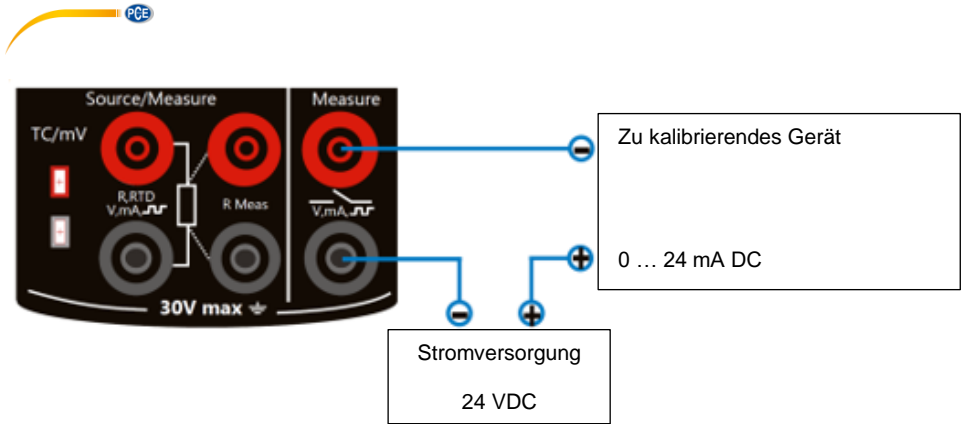 PCE
Source/Measure
Measure
TC/mV
Zu kalibrierendes Gerät
R,RTD
V,mA,
R Meas
V,mA,
0 … 24 mA DC
30V max
Stromversorgung
24 VDC